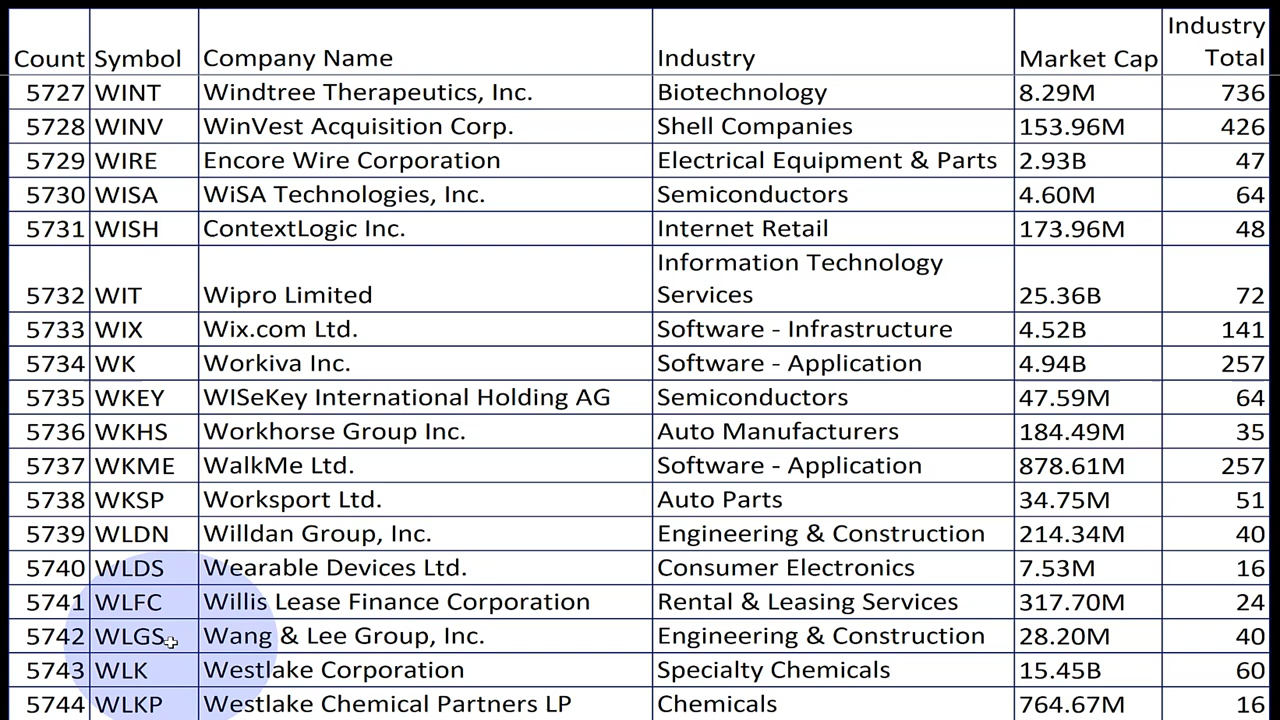 Count Symbol Company Name Industry Market Cap Industry Total
5727 WINT Windtree Therapeutics, Inc. Biotechnology 8.29M 736
5728 WINV WinVest Acquisition Corp. Shell Companies 153.96M 426
5729 WIRE Encore Wire Corporation Electrical Equipment & Parts 2.93B 47
5730 WISA WiSA Technologies, Inc. Semiconductors 4.60M 64
5731 WISH ContextLogic Inc. Internet Retail 173.96M 48
5732 WIT Wipro Limited Information Technology Services 25.36B 72
5733 WIX Wix.com Ltd. Software - Infrastructure 4.52B 141
5734 WK Workiva Inc. Software - Application 4.94B 257
5735 WKEY WISeKey International Holding AG Semiconductors 47.59M 64
5736 WKHS Workhorse Group Inc. Auto Manufacturers 184.49M 35
5737 WKME WalkMe Ltd. Software - Application 878.61M 257
5738 WKSP Worksport Ltd. Auto Parts 34.75M 51
5739 WLDN Willdan Group, Inc. Engineering & Construction 214.34M 40
5740 WLDS Wearable Devices Ltd. Consumer Electronics 7.53M 16
5741 WLFC Willis Lease Finance Corporation Rental & Leasing Services 317.70M 24
5742 WLGS Wang & Lee Group, Inc. Engineering & Construction 28.20M 40
5743 WLK Westlake Corporation Specialty Chemicals 15.45B 60
5744 WLKP Westlake Chemical Partners LP Chemicals 764.67M 16